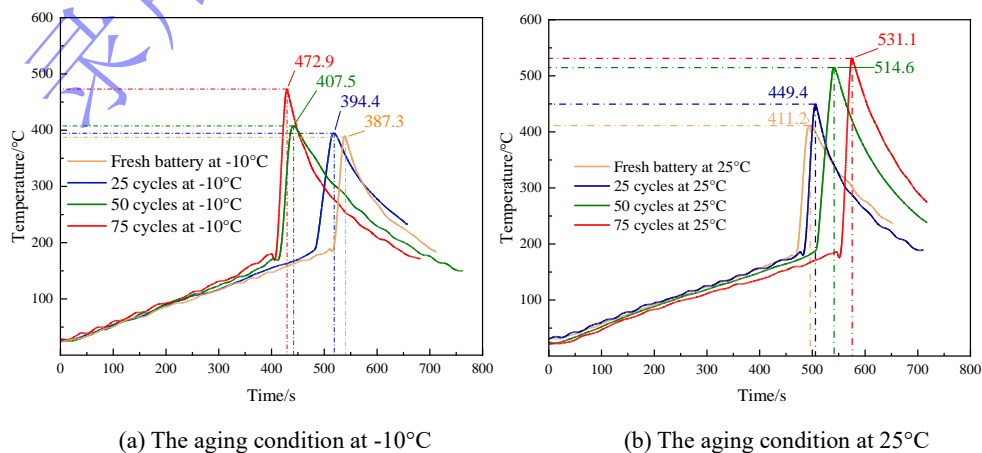 600
500
400
300
200
100
0 100 200 300 400 500 600 700 800
Temperature/°C
Time/s
472.9
407.5
394.4
387.3
Fresh battery at -10°C
25 cycles at -10°C
50 cycles at -10°C
75 cycles at -10°C
(a) The aging condition at -10°C
600
500
400
300
200
100
0 100 200 300 400 500 600 700 800
Temperature/°C
Time/s
531.1
514.6
449.4
411.2
Fresh battery at 25°C
25 cycles at 25°C
50 cycles at 25°C
75 cycles at 25°C
(b) The aging condition at 25°C